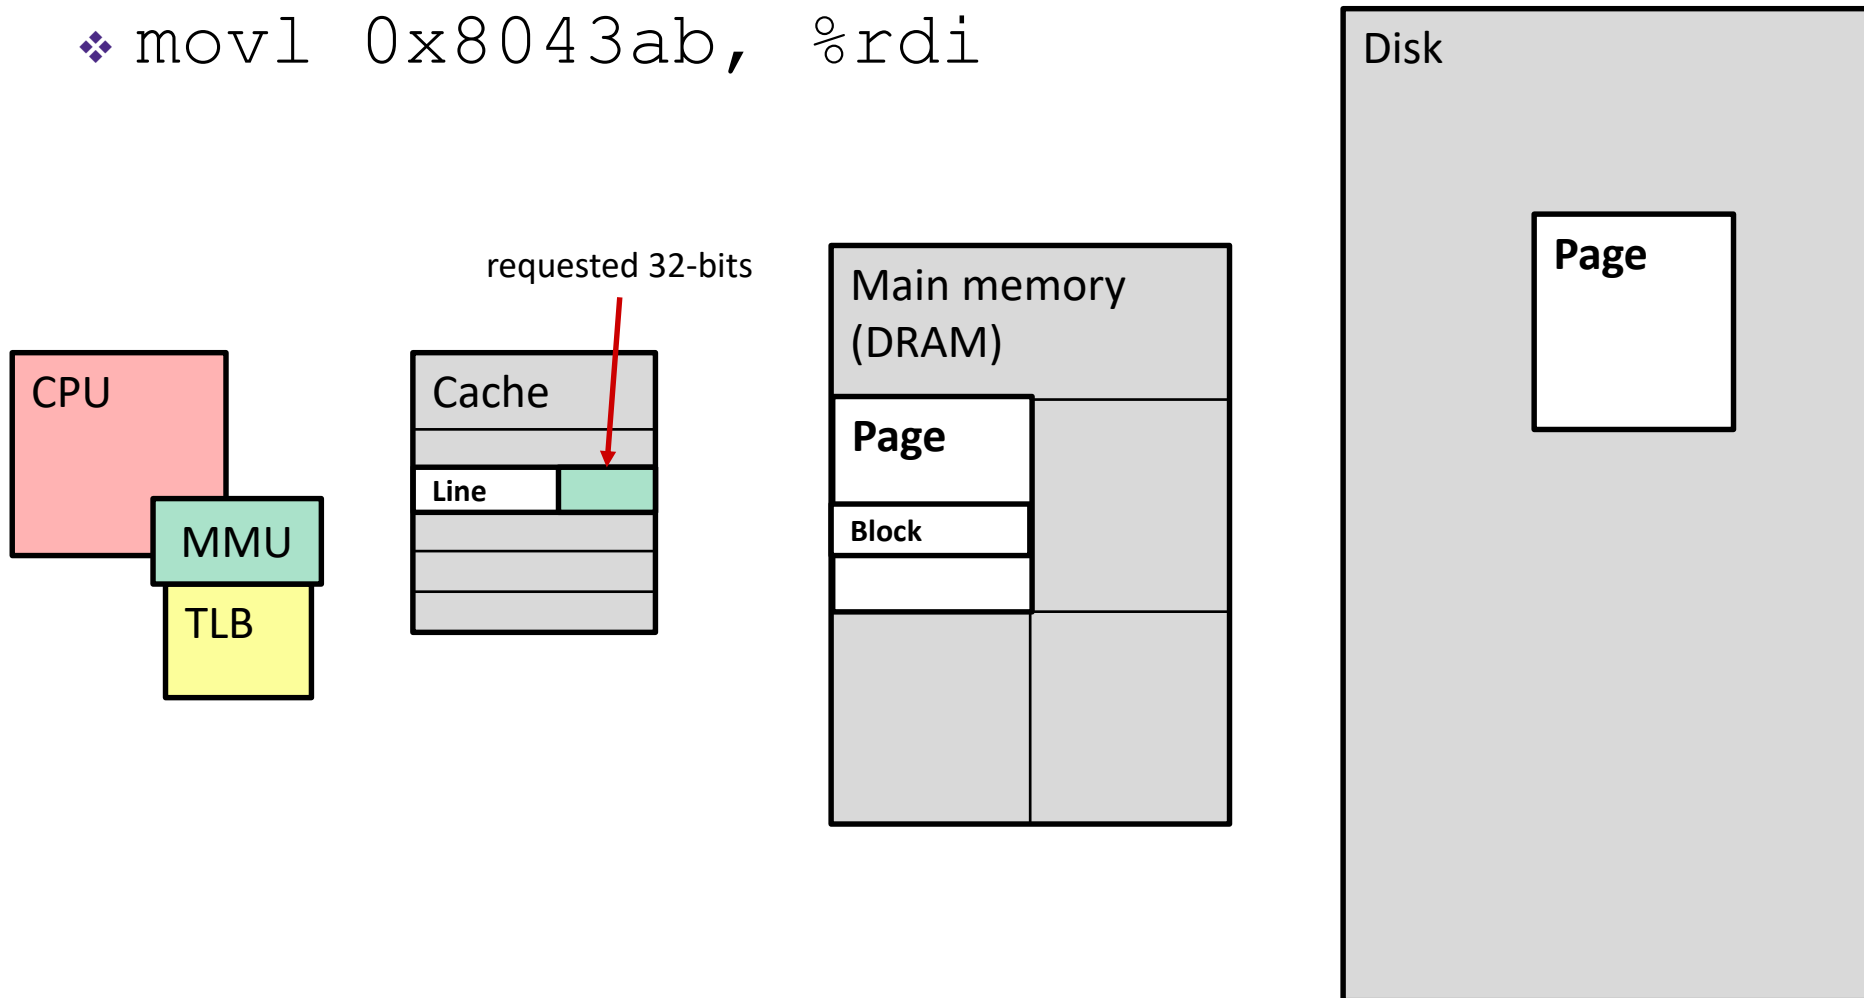 ❖ movl 0x8043ab, %rdi
Disk
Page
requested 32-bits
Main memory
(DRAM)
CPU
Cache
Page
Line
Block
MMU
TLB